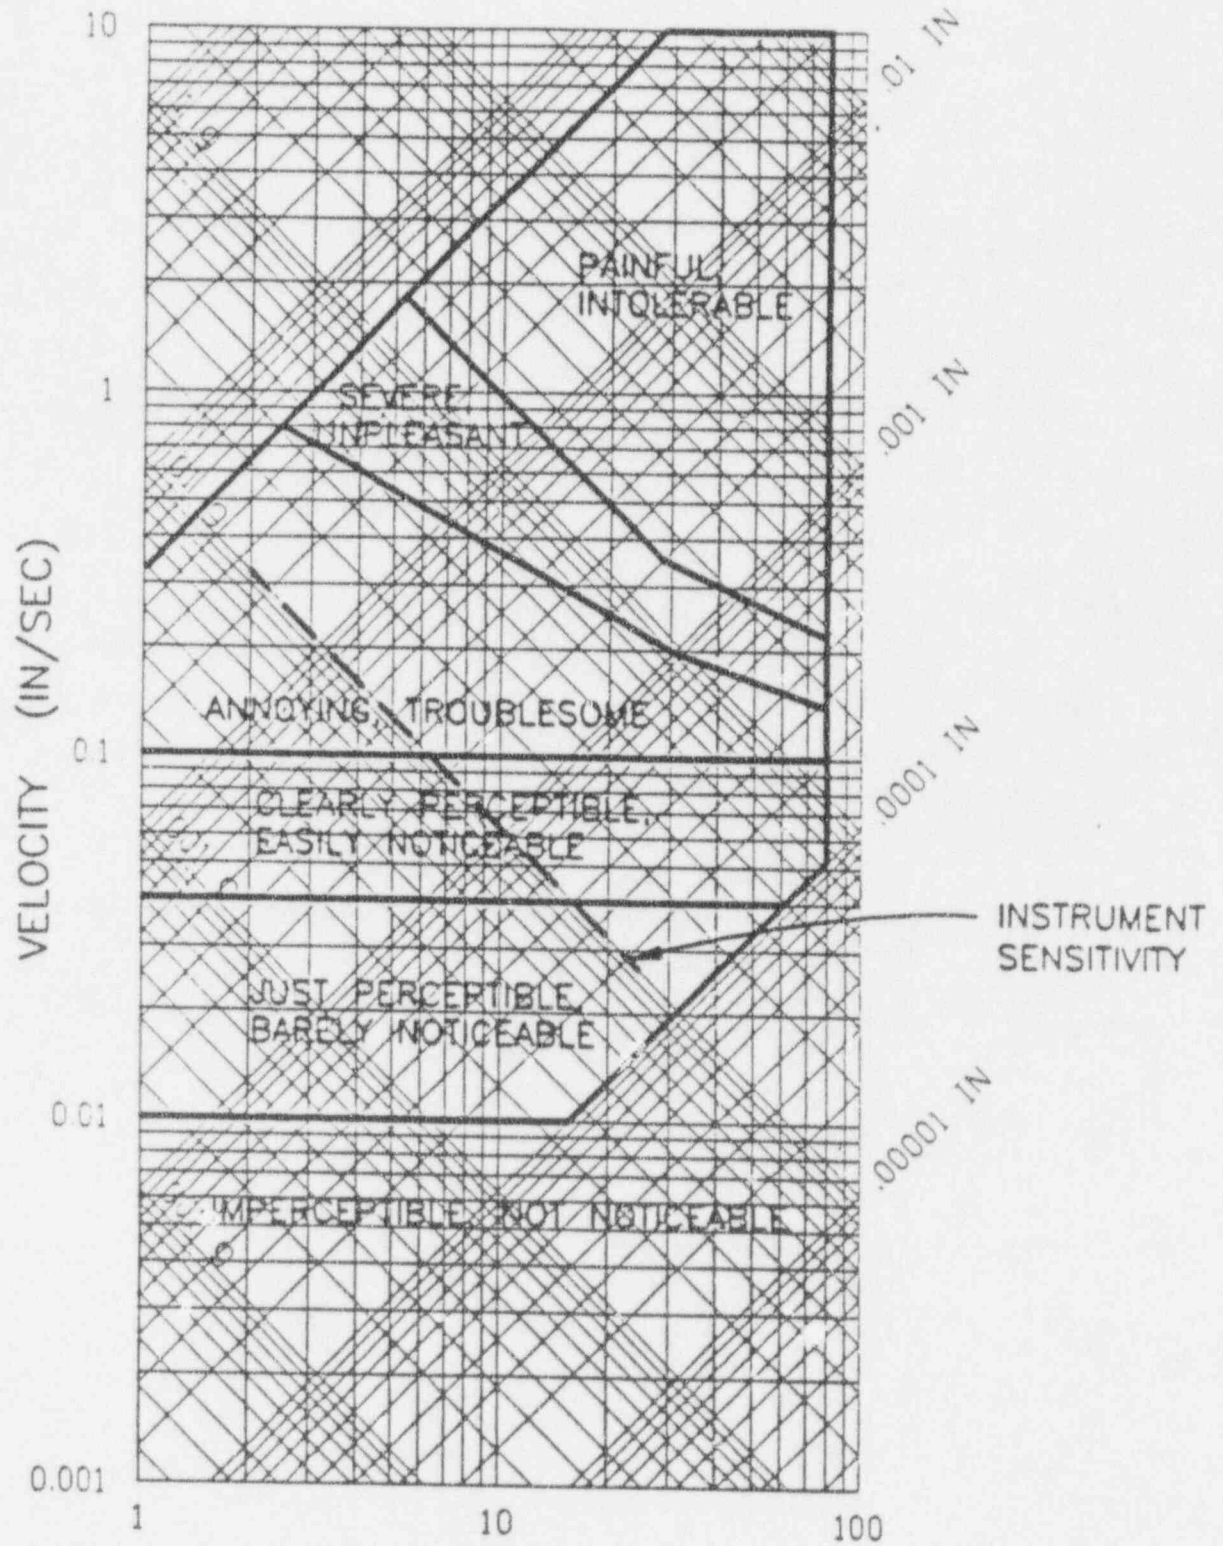 10
.01 IN
PAINFUL,
INTOLERABLE
1
SEVERE,
UNPLEASANT
.001 IN
VELOCITY (IN/SEC)
ANNOYING, TROUBLESOME
0.1
.0001 IN
CLEARLY PERCEPTIBLE,
EASILY NOTICEABLE
INSTRUMENT
SENSITIVITY
JUST PERCEPTIBLE,
BARELY NOTICEABLE
0.01
.00001 IN
IMPERCEPTIBLE, NOT NOTICEABLE
0.001
1
10
100